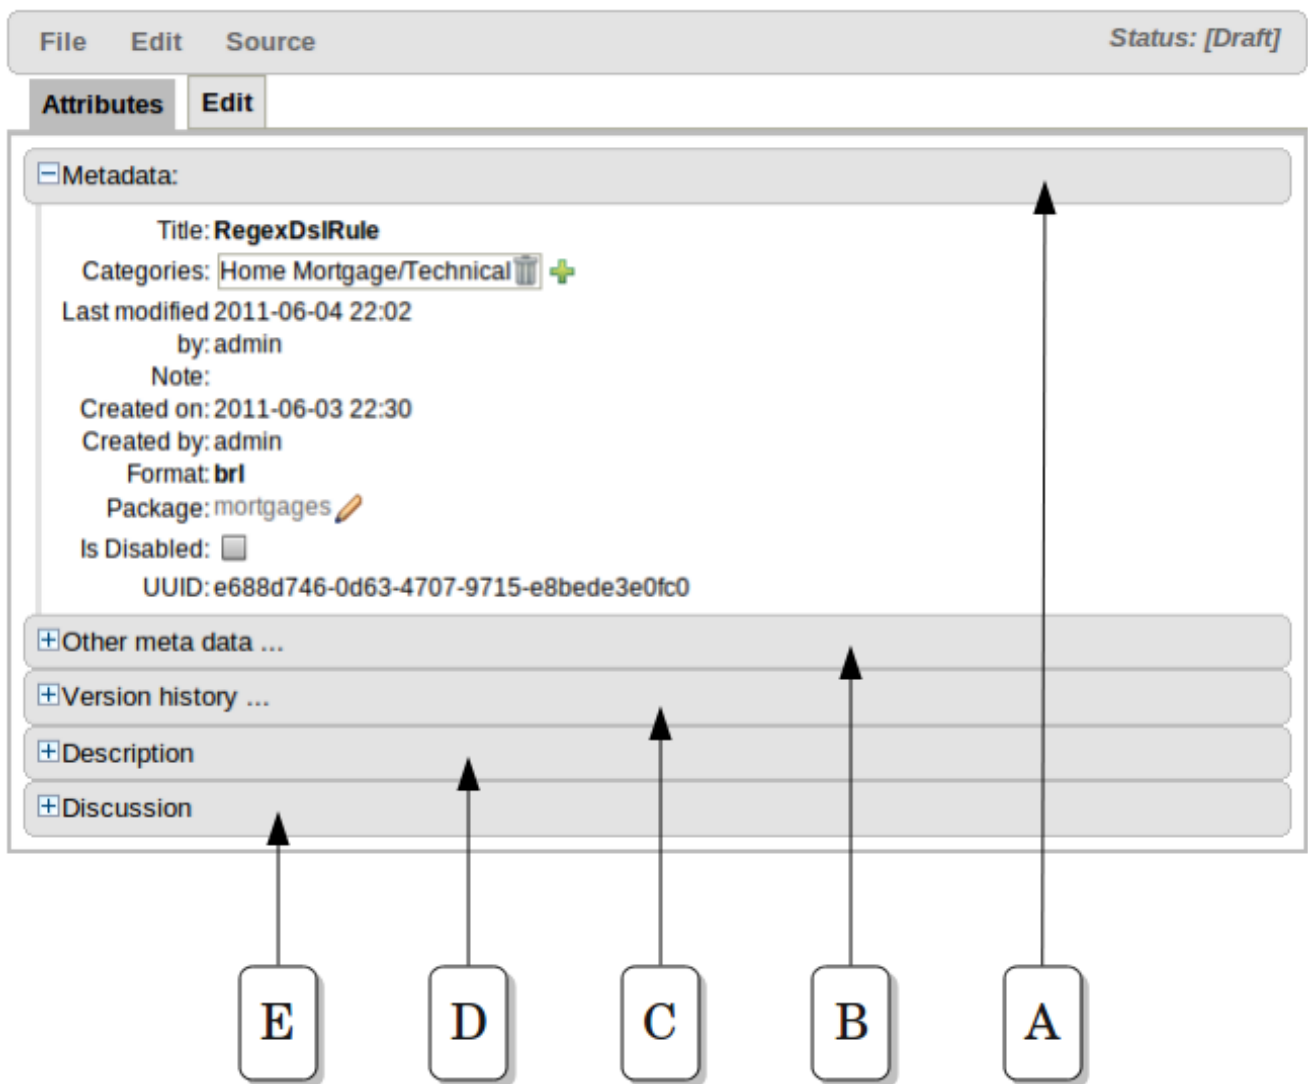 File Edit Source Status: [Draft]
Attributes Edit
Metadata:
Title: RegexDslRule
Categories: Home Mortgage/Technical
Last modified 2011-06-04 22:02
by: admin
Note:
Created on: 2011-06-03 22:30
Created by: admin
Format: brl
Package: mortgages
Is Disabled:
UUID: e688d746-0d63-4707-9715-e8bede3e0fc0
Other meta data ...
Version history ...
Description
Discussion
E D C B A